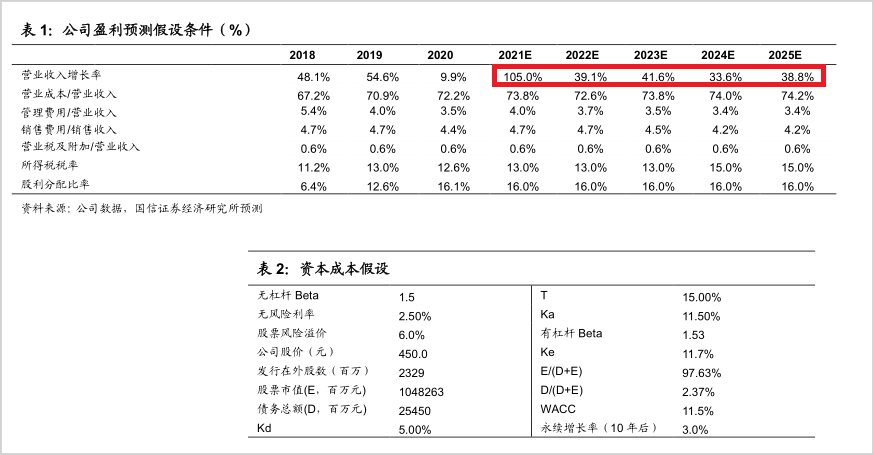 表 1：公司盈利预测假设条件（%）
2018 2019 2020 2021E 2022E 2023E 2024E 2025E
营业收入增长率 48.1% 54.6% 9.9% 105.0% 39.1% 41.6% 33.6% 38.8%
营业成本/营业收入 67.2% 70.9% 72.2% 73.8% 72.6% 73.8% 74.0% 74.2%
管理费用/营业收入 5.4% 4.0% 3.5% 4.0% 3.7% 3.5% 3.4% 3.4%
销售费用/销售收入 4.7% 4.7% 4.4% 4.7% 4.7% 4.5% 4.2% 4.2%
营业税及附加/营业收入 0.6% 0.6% 0.6% 0.6% 0.6% 0.6% 0.6% 0.6%
所得税税率 11.2% 13.0% 12.6% 13.0% 13.0% 13.0% 15.0% 15.0%
股利分配比率 6.4% 12.6% 16.1% 16.0% 16.0% 16.0% 16.0% 16.0%
资料来源：公司数据，国信证券经济研究所预测
表 2：资本成本假设
无杠杆 Beta 1.5 T 15.00%
无风险利率 2.50% Ka 11.50%
股票风险溢价 6.0% 有杠杆 Beta 1.53
公司股价（元） 450.0 Ke 11.7%
发行在外股数（百万） 2329 E/(D+E) 97.63%
股票市值(E，百万元) 1048263 D/(D+E) 2.37%
债务总额(D，百万元) 25450 WACC 11.5%
Kd 5.00% 永续增长率（10 年后） 3.0%